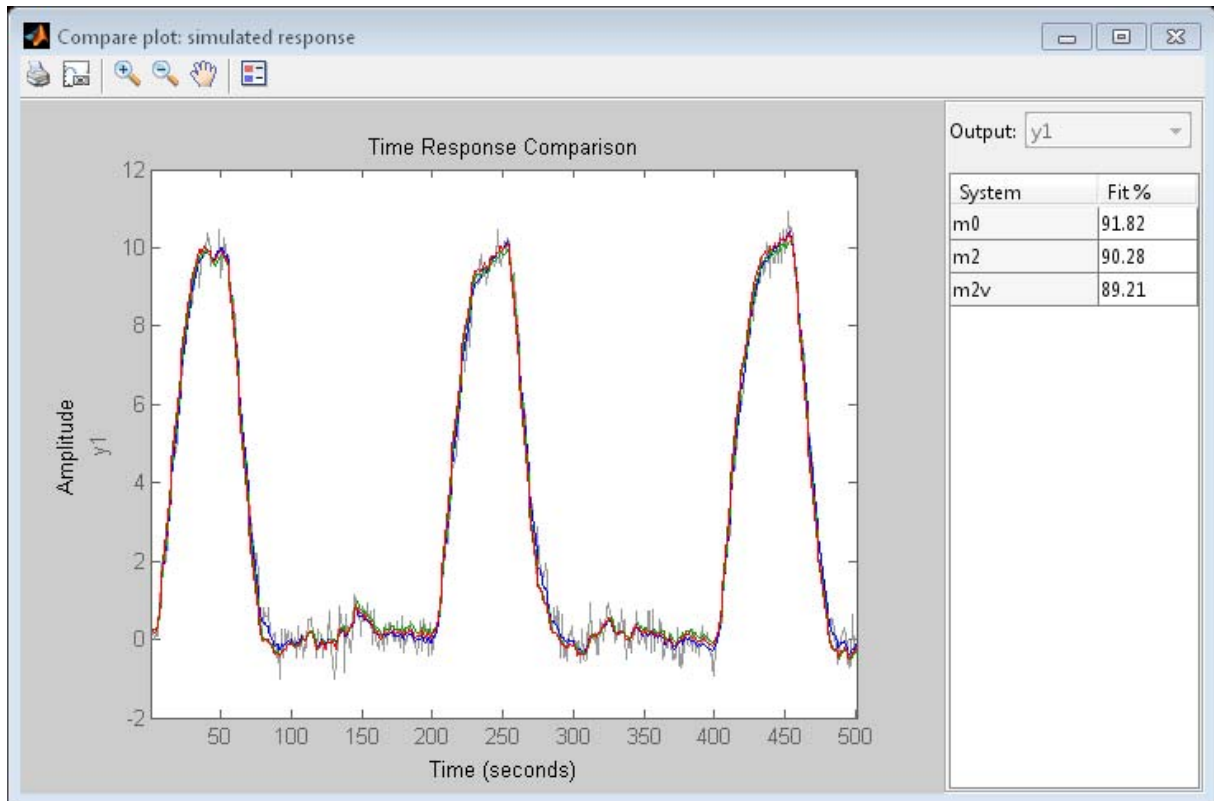 Compare plot: simulated response
Time Response Comparison
12
10
8
6
4
2
0
-2
50 100 150 200 250 300 350 400 450 500
Amplitude
y1
Time (seconds)
Output: y1
System Fit %
m0 91.82
m2 90.28
m2v 89.21